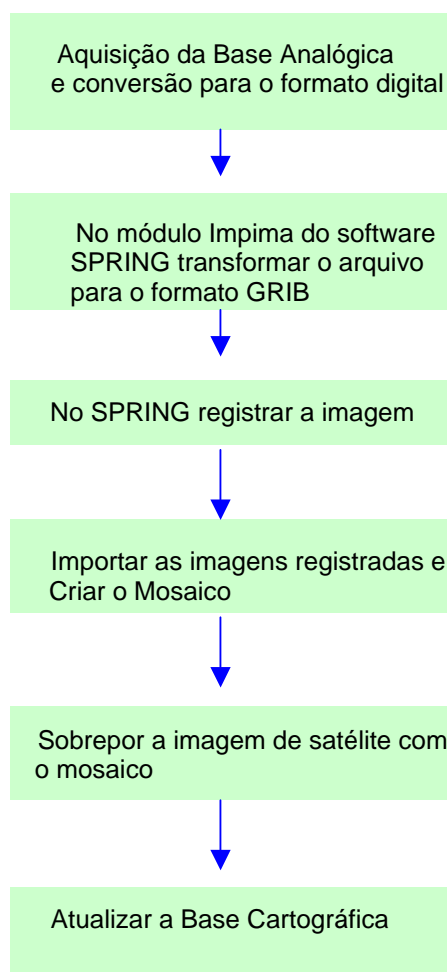 Aquisição da Base Analógica
e conversão para o formato digital
No módulo Impima do software
SPRING transformar o arquivo
para o formato GRIB
No SPRING registrar a imagem
Importar as imagens registradas e
Criar o Mosaico
Sobrepor a imagem de satélite com
o mosaico
Atualizar a Base Cartográfica